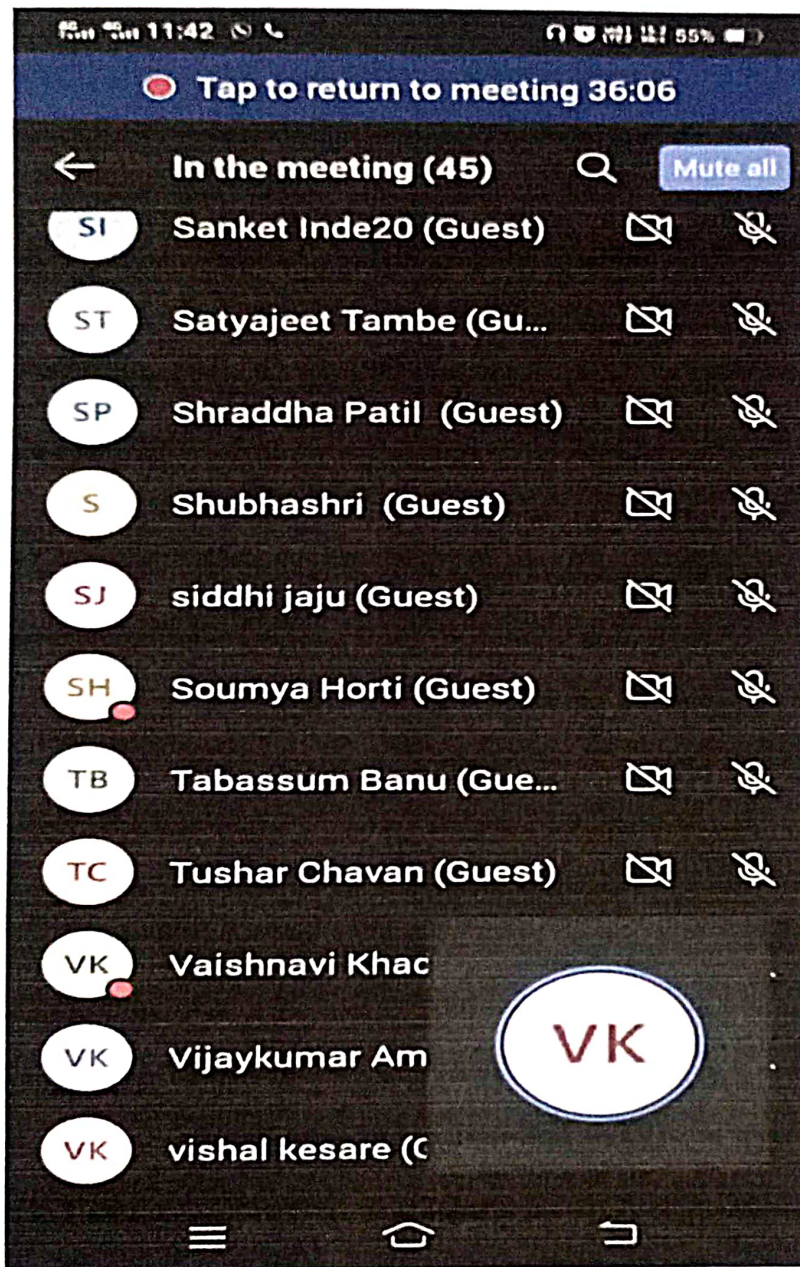 11:42 55%
Tap to return to meeting 36:06
In the meeting (45) Mute all
SI Sanket Inde20 (Guest)
ST Satyajeet Tambe (Gu...
SP Shraddha Patil (Guest)
S Shubhashri (Guest)
SJ siddhi jaju (Guest)
SH Soumya Horti (Guest)
TB Tabassum Banu (Gue...
TC Tushar Chavan (Guest)
VK Vaishnavi Khac
VK Vijaykumar Am
VK
VK vishal kesare (G